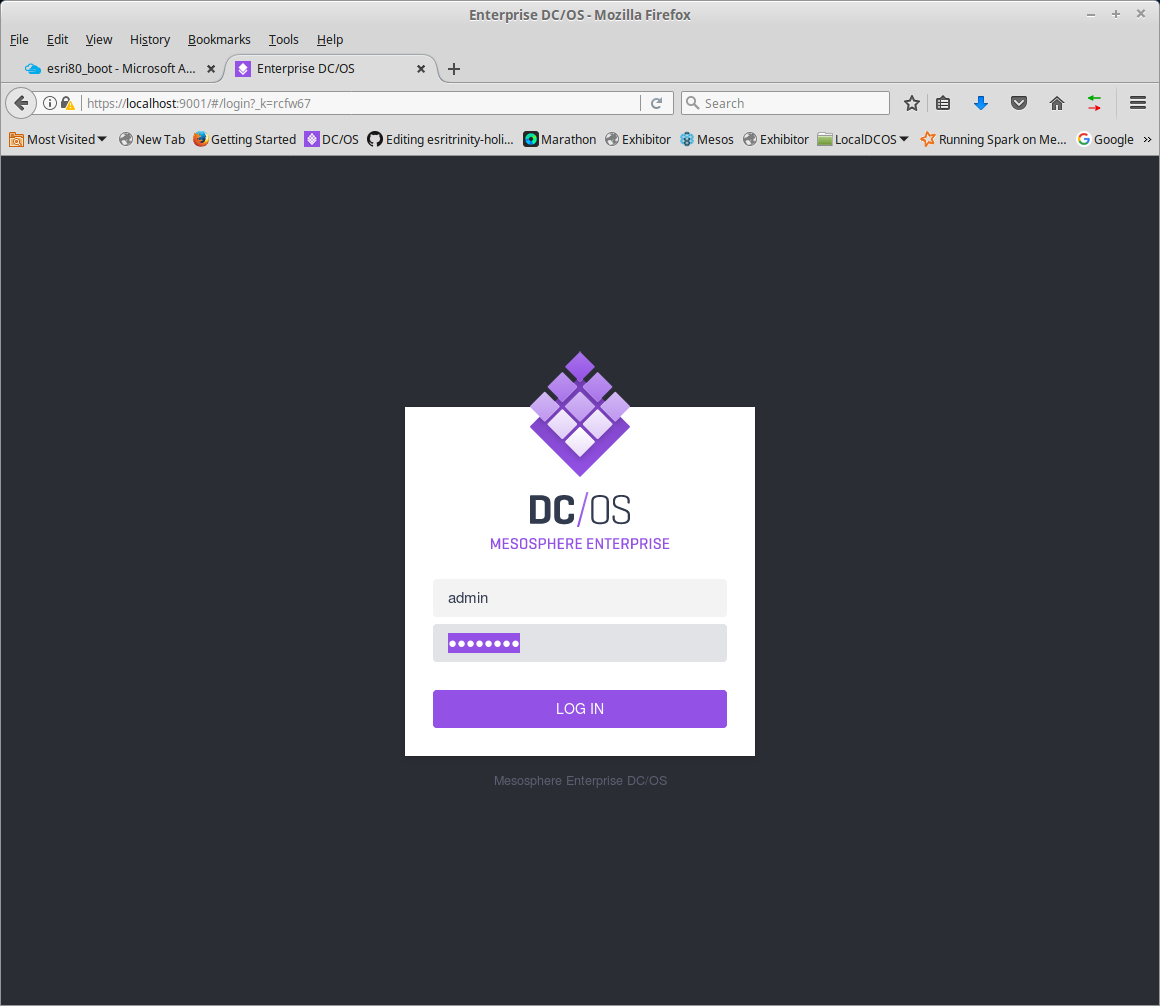 Enterprise DC/OS - Mozilla Firefox
File Edit View History Bookmarks Tools Help
esri80_boot - Microsoft A... Enterprise DC/OS
https://localhost:9001/#/login?_k=rcfw67 Search
Most Visited New Tab Getting Started DC/OS Editing esritrinity-holi... Marathon Exhibitor Mesos Exhibitor LocalDCOS Running Spark on Me... Google »
DC/OS
MESOSPHERE ENTERPRISE
admin
●●●●●●●●
LOG IN
Mesosphere Enterprise DC/OS